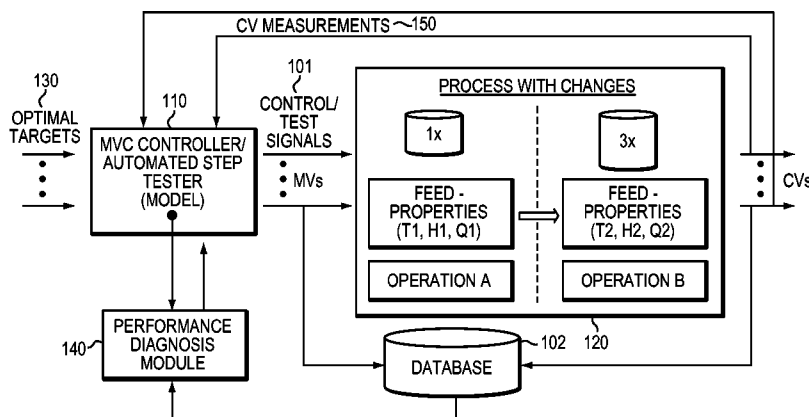 CV MEASUREMENTS 150
130
OPTIMAL
TARGETS
110
MVC CONTROLLER/
AUTOMATED STEP
TESTER
(MODEL)
101
CONTROL/
TEST
SIGNALS
MVs
PROCESS WITH CHANGES
1x
3x
FEED -
PROPERTIES
(T1, H1, Q1)
FEED -
PROPERTIES
(T2, H2, Q2)
OPERATION A
OPERATION B
CVs
120
140
PERFORMANCE
DIAGNOSIS
MODULE
102
DATABASE